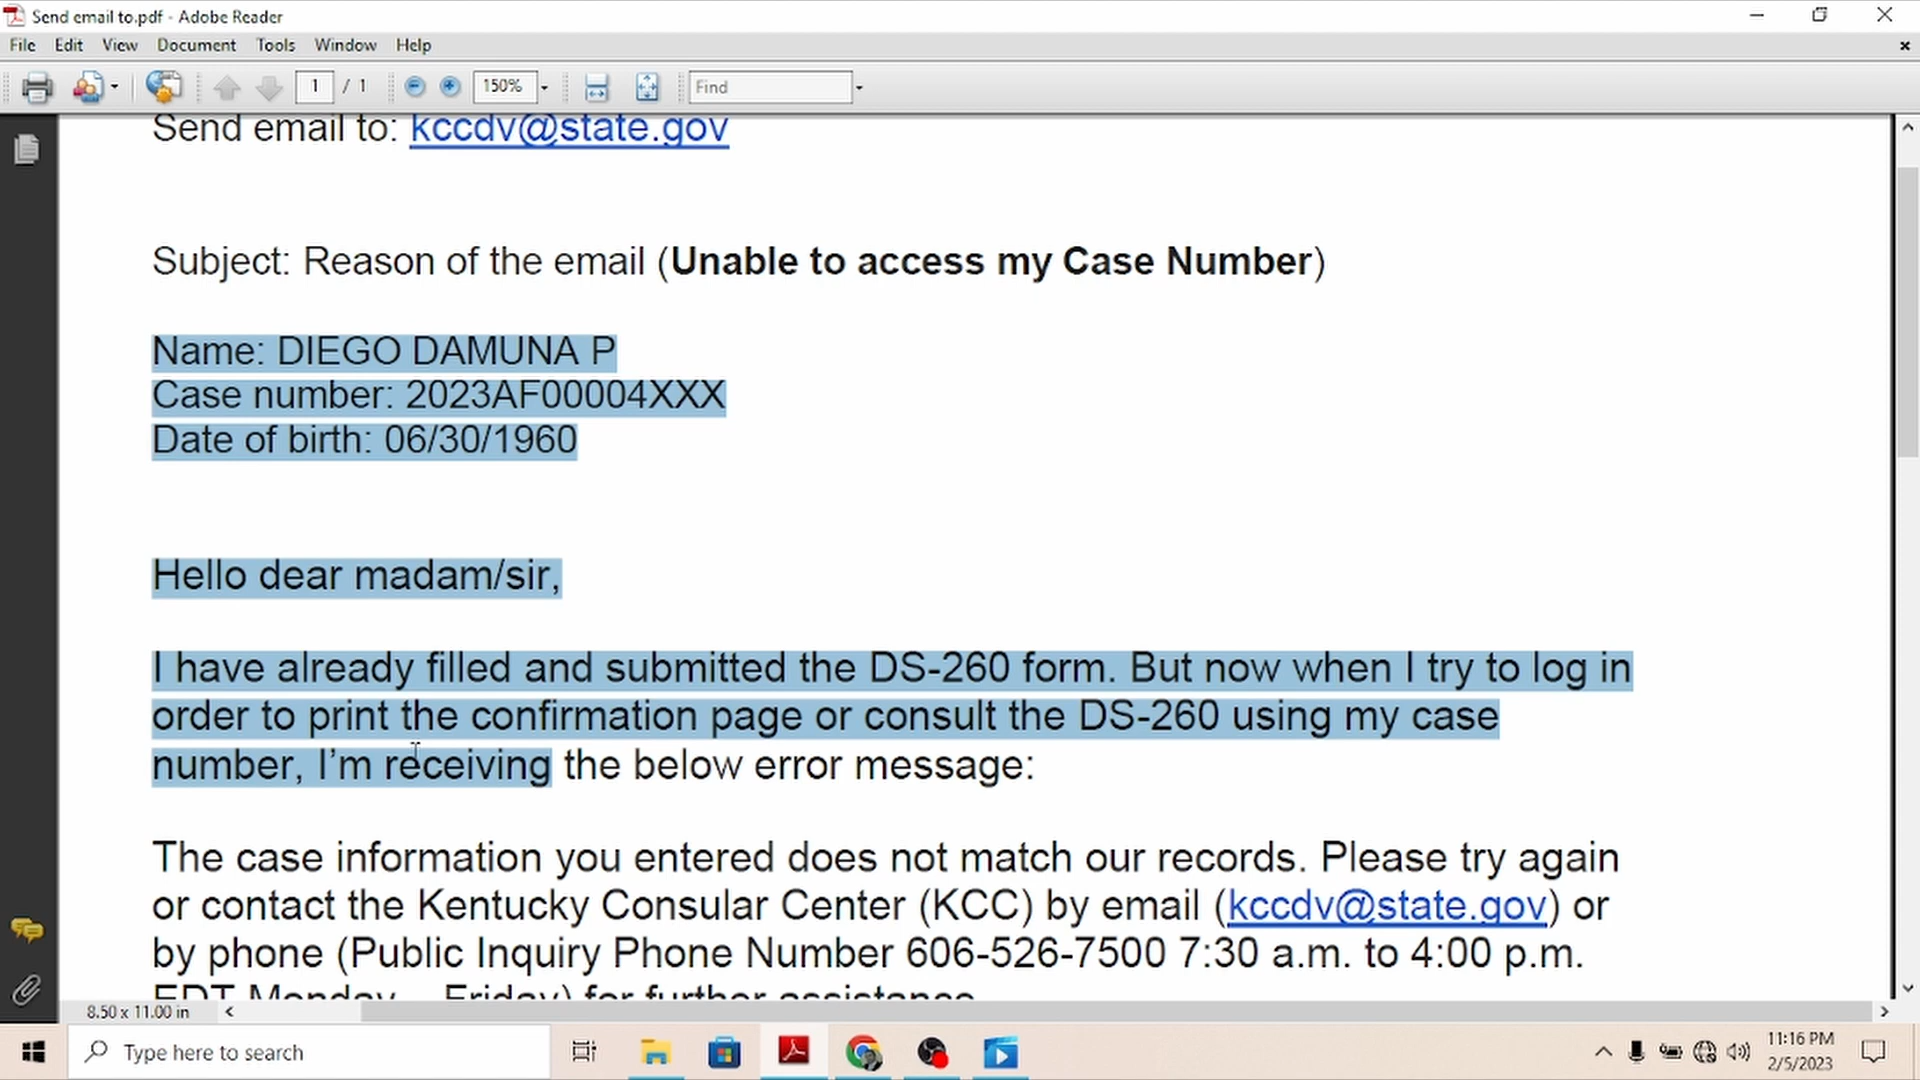 Send email to.pdf - Adobe Reader
File Edit View Document Tools Window Help
1 / 1 150% Find
Send email to: kccdv@state.gov
Subject: Reason of the email (Unable to access my Case Number)
Name: DIEGO DAMUNA P
Case number: 2023AF00004XXX
Date of birth: 06/30/1960
Hello dear madam/sir,
I have already filled and submitted the DS-260 form. But now when I try to log in
order to print the confirmation page or consult the DS-260 using my case
number, I’m receiving the below error message:
The case information you entered does not match our records. Please try again
or contact the Kentucky Consular Center (KCC) by email (kccdv@state.gov) or
by phone (Public Inquiry Phone Number 606-526-7500 7:30 a.m. to 4:00 p.m.
EDT Monday – Friday) for further assistance
8.50 x 11.00 in
Type here to search
11:16 PM
2/5/2023